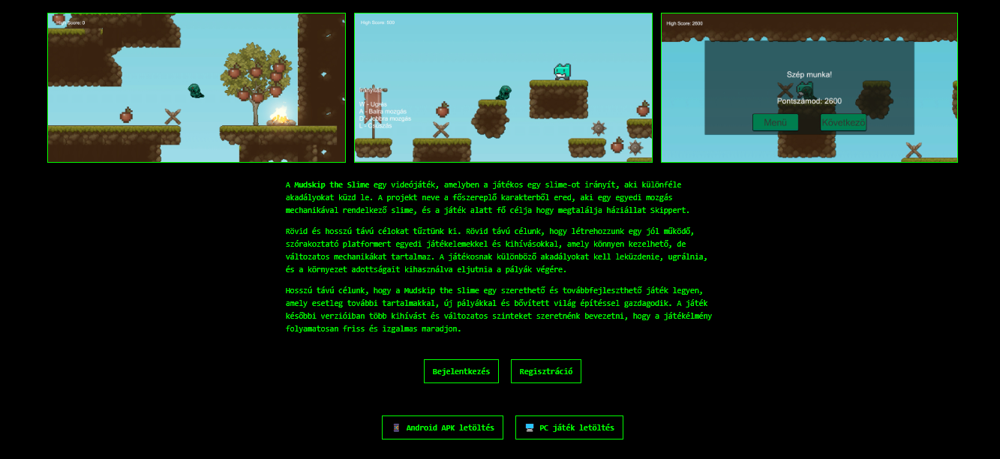 High Score: 0
High Score: 800
High Score: 2600
Irányítás
W - Ugrás
A - Balra mozgás
D - Jobbra mozgás
L - Csúszás
Szép munka!
Pontszámod: 2600
Menü
Következő
A Mudskip the Slime egy videójáték, amelyben a játékos egy slime-ot irányít, aki különféle
akadályokat küzd le. A projekt neve a főszereplő karakterből ered, aki egy egyedi mozgás
mechanikával rendelkező slime, és a játék alatt fő célja hogy megtalálja háziállat Skippert.
Rövid és hosszú távú célokat tűztünk ki. Rövid távú célunk, hogy létrehozzunk egy jól működő,
szórakoztató platformert egyedi játékelemekkel és kihívásokkal, amely könnyen kezelhető, de
változatos mechanikákat tartalmaz. A játékosnak különböző akadályokat kell leküzdenie, ugrálnia,
és a környezet adottságait kihasználva eljutnia a pályák végére.
Hosszú távú célunk, hogy a Mudskip the Slime egy szerethető és továbbfejleszthető játék legyen,
amely esetleg további tartalmakkal, új pályákkal és bővített világ építéssel gazdagodik. A játék
későbbi verzióiban több kihívást és változatos szinteket szeretnénk bevezetni, hogy a játékélmény
folyamatosan friss és izgalmas maradjon.
Bejelentkezés
Regisztráció
Android APK letöltés
PC játék letöltés